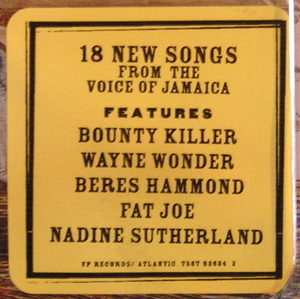 18 NEW SONGS
FROM THE
VOICE OF JAMAICA
FEATURES
BOUNTY KILLER
WAYNE WONDER
BERES HAMMOND
FAT JOE
NADINE SUTHERLAND
VP RECORDS/ ATLANTIC 7567 83634 2